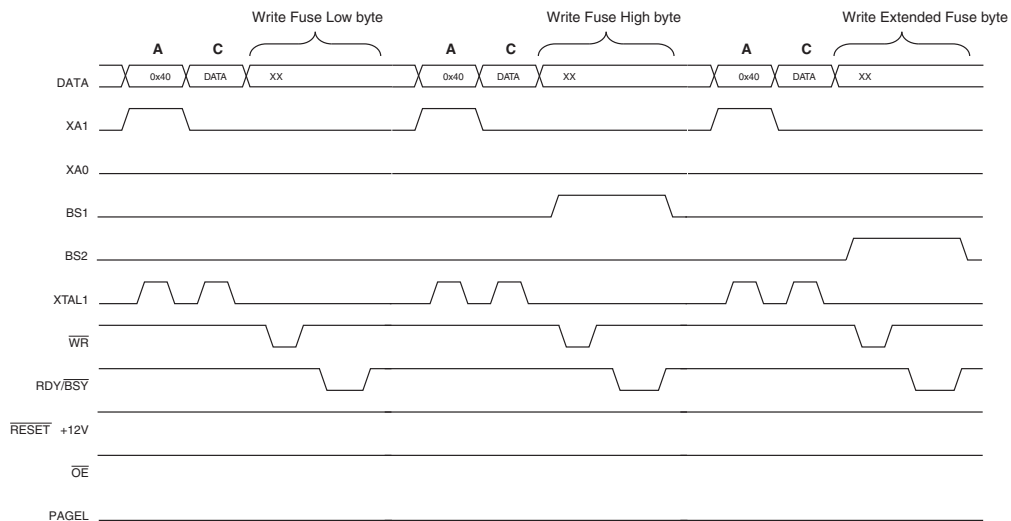 Write Fuse Low byte Write Fuse High byte Write Extended Fuse byte
A C A C A C
DATA 0x40 DATA XX 0x40 DATA XX 0x40 DATA XX
XA1
XA0
BS1
BS2
XTAL1
WR
RDY/BSY
RESET +12V
OE
PAGEL